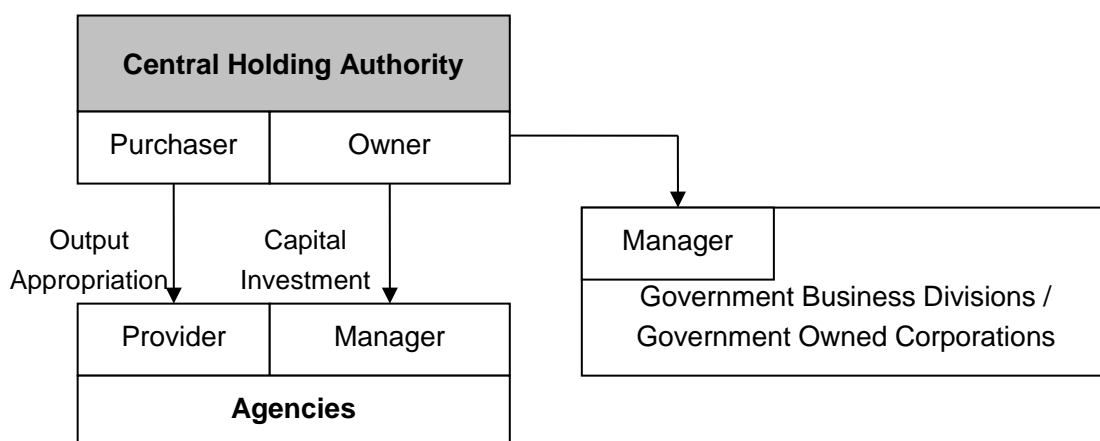 Central Holding Authority
Purchaser
Owner
Output
Appropriation
Capital
Investment
Manager
Government Business Divisions /
Government Owned Corporations
Provider
Manager
Agencies